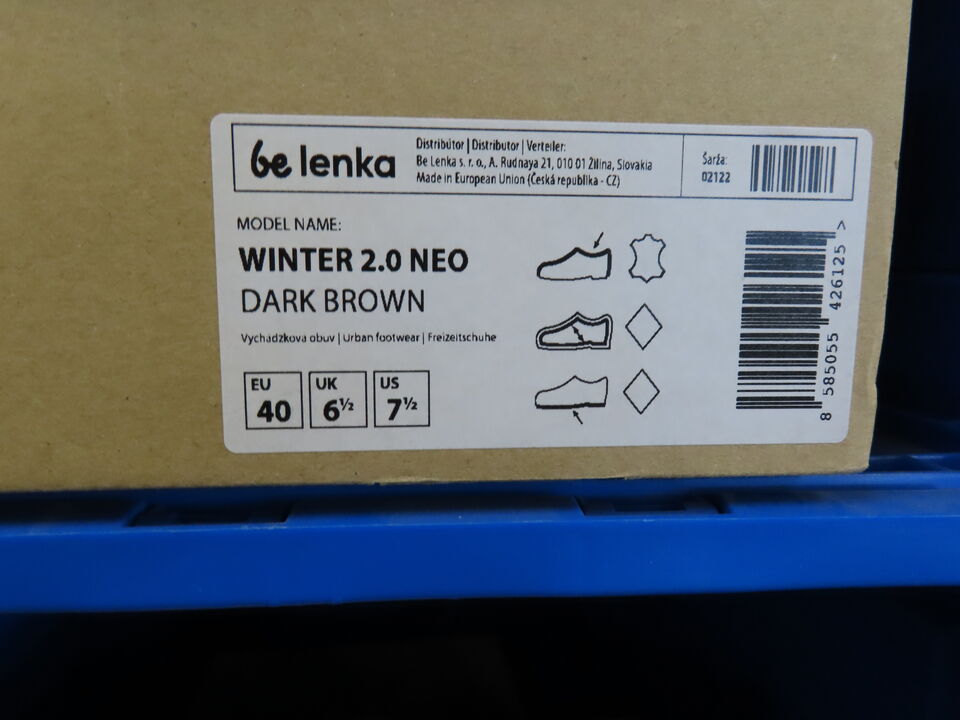 be lenka
Distribútor | Distributor | Verteiler:
Be Lenka s. r. o., A. Rudnaya 21, 010 01 Žilina, Slovakia
Made in European Union (Česká republika - CZ)
Šarža:
02122
MODEL NAME:
WINTER 2.0 NEO
DARK BROWN
Vychádzková obuv | Urban footwear | Freizeitschuhe
EU
40
UK
6½
US
7½
8 585055 426125 >